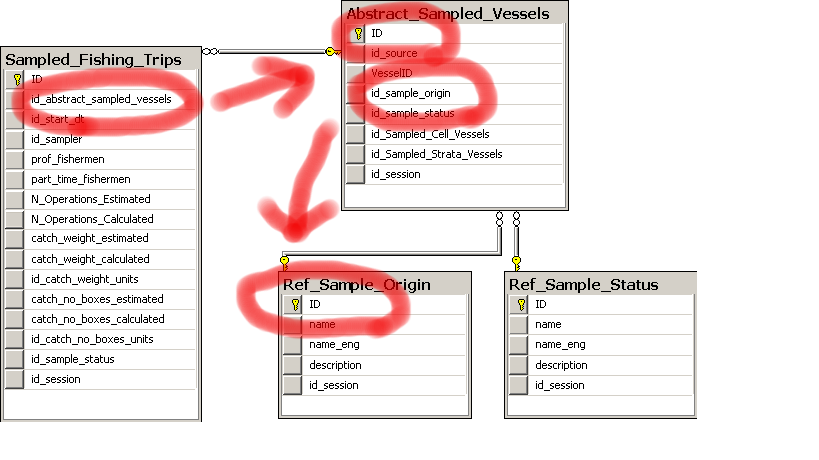 Sampled_Fishing_Trips
ID
id_abstract_sampled_vessels
id_start_dt
id_sampler
prof_fishermen
part_time_fishermen
N_Operations_Estimated
N_Operations_Calculated
catch_weight_estimated
catch_weight_calculated
id_catch_weight_units
catch_no_boxes_estimated
catch_no_boxes_calculated
id_catch_no_boxes_units
id_sample_status
id_session
Abstract_Sampled_Vessels
ID
id_source
VesselID
id_sample_origin
id_sample_status
id_Sampled_Cell_Vessels
id_Sampled_Strata_Vessels
id_session
Ref_Sample_Origin
ID
name
name_eng
description
id_session
Ref_Sample_Status
ID
name
name_eng
description
id_session